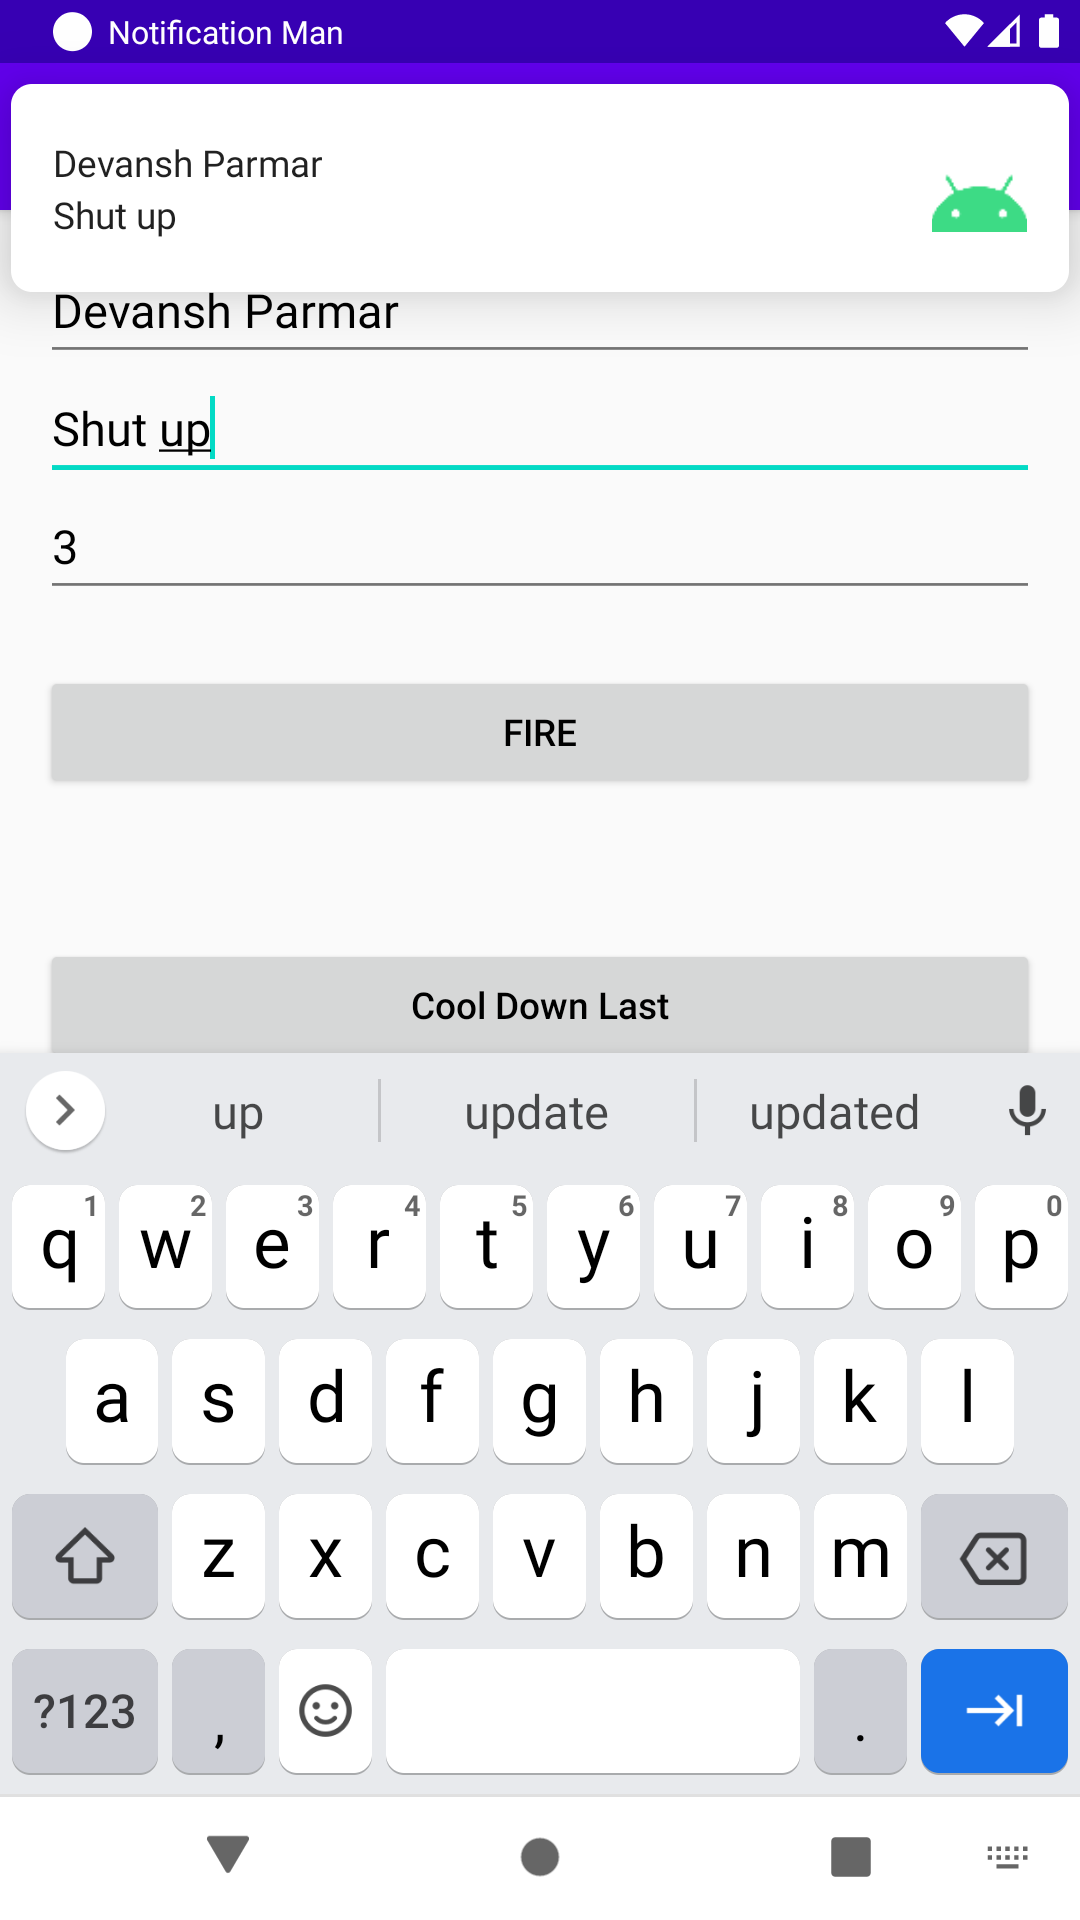 Notification Man
Devansh Parmar
Shut up
Devansh Parmar
Shut up
3
FIRE
Cool Down Last
up update updated
1 2 3 4 5 6 7 8 9 0
q w e r t y u i o p
a s d f g h j k l
z x c v b n m
?123 , .